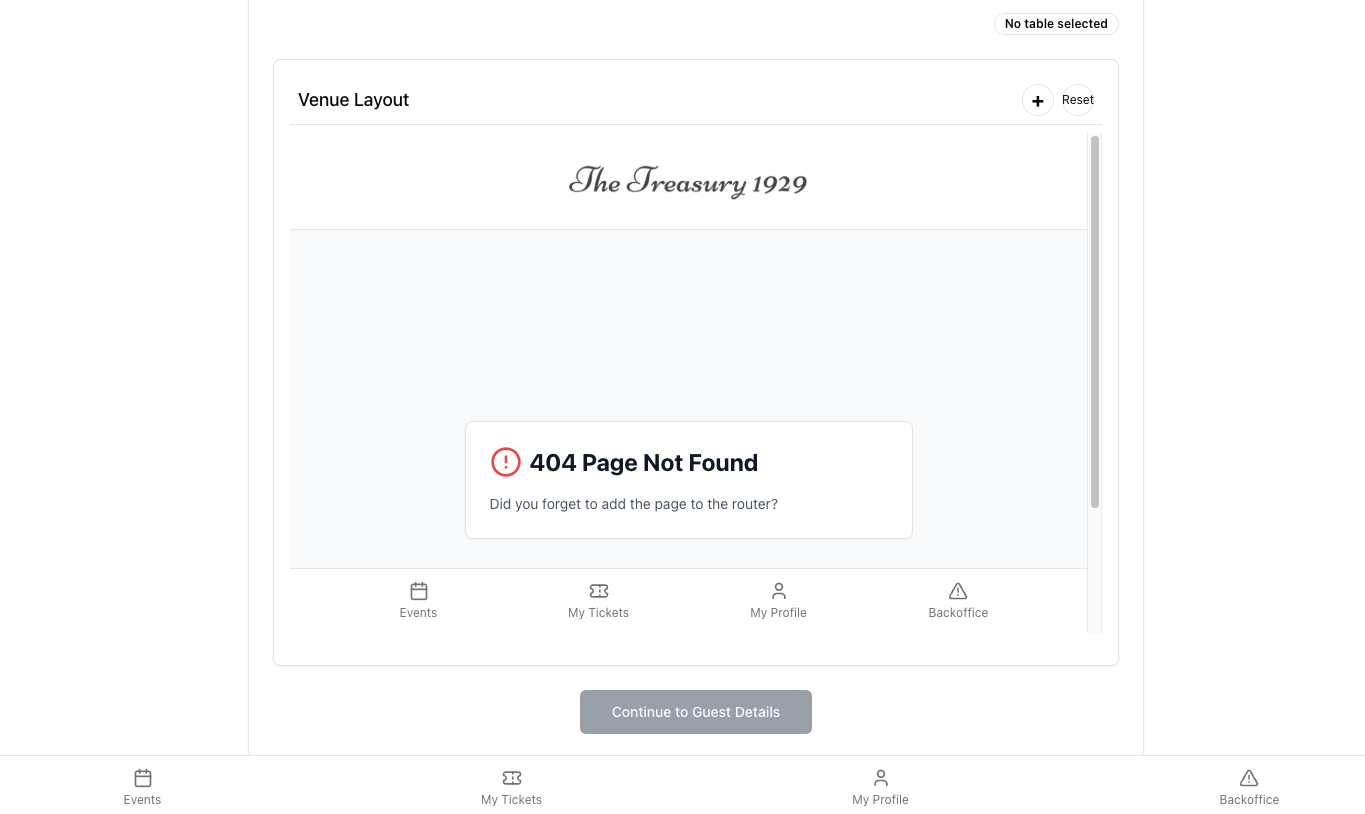 No table selected
Venue Layout
+ Reset
The Treasury 1929
404 Page Not Found
Did you forget to add the page to the router?
Events My Tickets My Profile Backoffice
Continue to Guest Details
Events My Tickets My Profile Backoffice